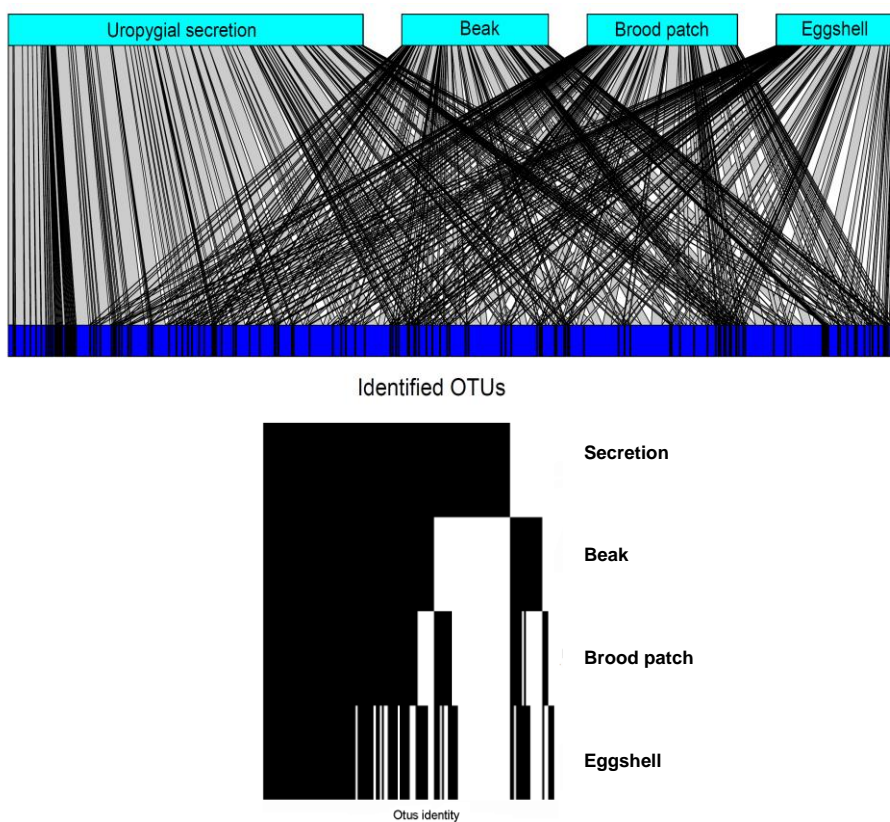 Uropygial secretion Beak Brood patch Eggshell
Identified OTUs
Secretion
Beak
Brood patch
Eggshell
Otus identity